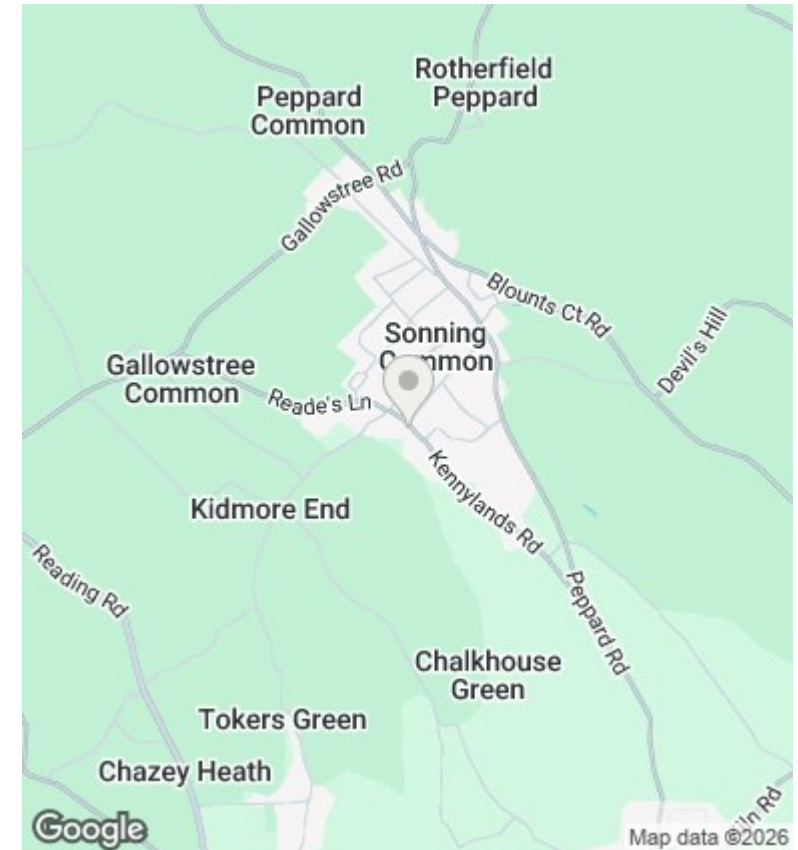 Rotherfield
Peppard
Peppard
Common
Gallowstree Rd
Blounts Ct Rd
Devil's Hill
Sonning
Common
Gallowstree
Common
Reade's Ln
Kennylands Rd
Kidmore End
Reading Rd
Peppard Rd
Chalkhouse
Green
Tokers Green
Chazey Heath
Rd
Google
Map data ©2026